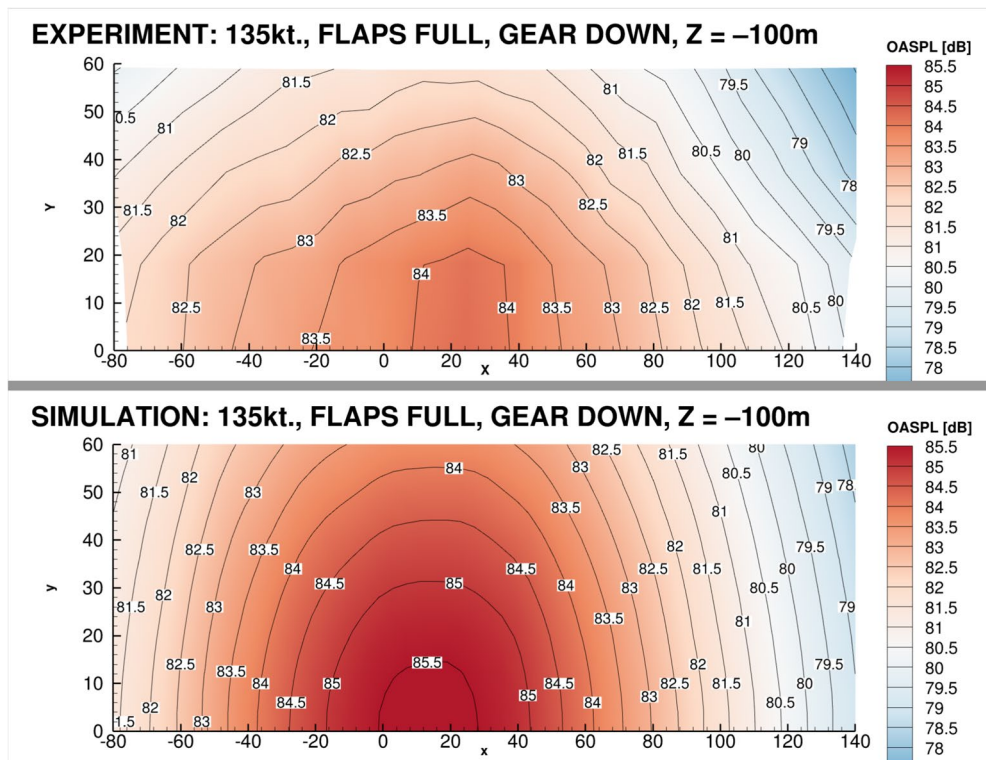 EXPERIMENT: 135kt., FLAPS FULL, GEAR DOWN, Z = –100m
OASPL [dB]
85.5
85
84.5
84
83.5
83
82.5
82
81.5
81
80.5
80
79.5
79
78.5
78
60
50
40
30
20
10
0
Y
-80 -60 -40 -20 0 20 40 60 80 100 120 140
X
81.5 81 79.5
0.5 81 82 79
82.5 82 81.5 80.5 80
83 78
81.5 82 83.5 82.5
83 81 79.5
84
82.5 84 83.5 83 82.5 82 81.5 80.5 80
83.5
SIMULATION: 135kt., FLAPS FULL, GEAR DOWN, Z = –100m
OASPL [dB]
85.5
85
84.5
84
83.5
83
82.5
82
81.5
81
80.5
80
79.5
79
78.5
78
60
50
40
30
20
10
0
y
-80 -60 -40 -20 0 20 40 60 80 100 120 140
x
81 82.5 81.5 80
82 84 83 80.5
81.5 83 79 78
83.5 81
82.5 83.5 82 79.5
84 84.5 82.5 81.5 80
84.5 85 84 83 80.5
82
81.5 83 83.5 81 79
82.5 83.5 85.5 82 79.5
84 85 84.5 82.5 81.5 80
82 84.5 85 84 83 80.5
1.5 83